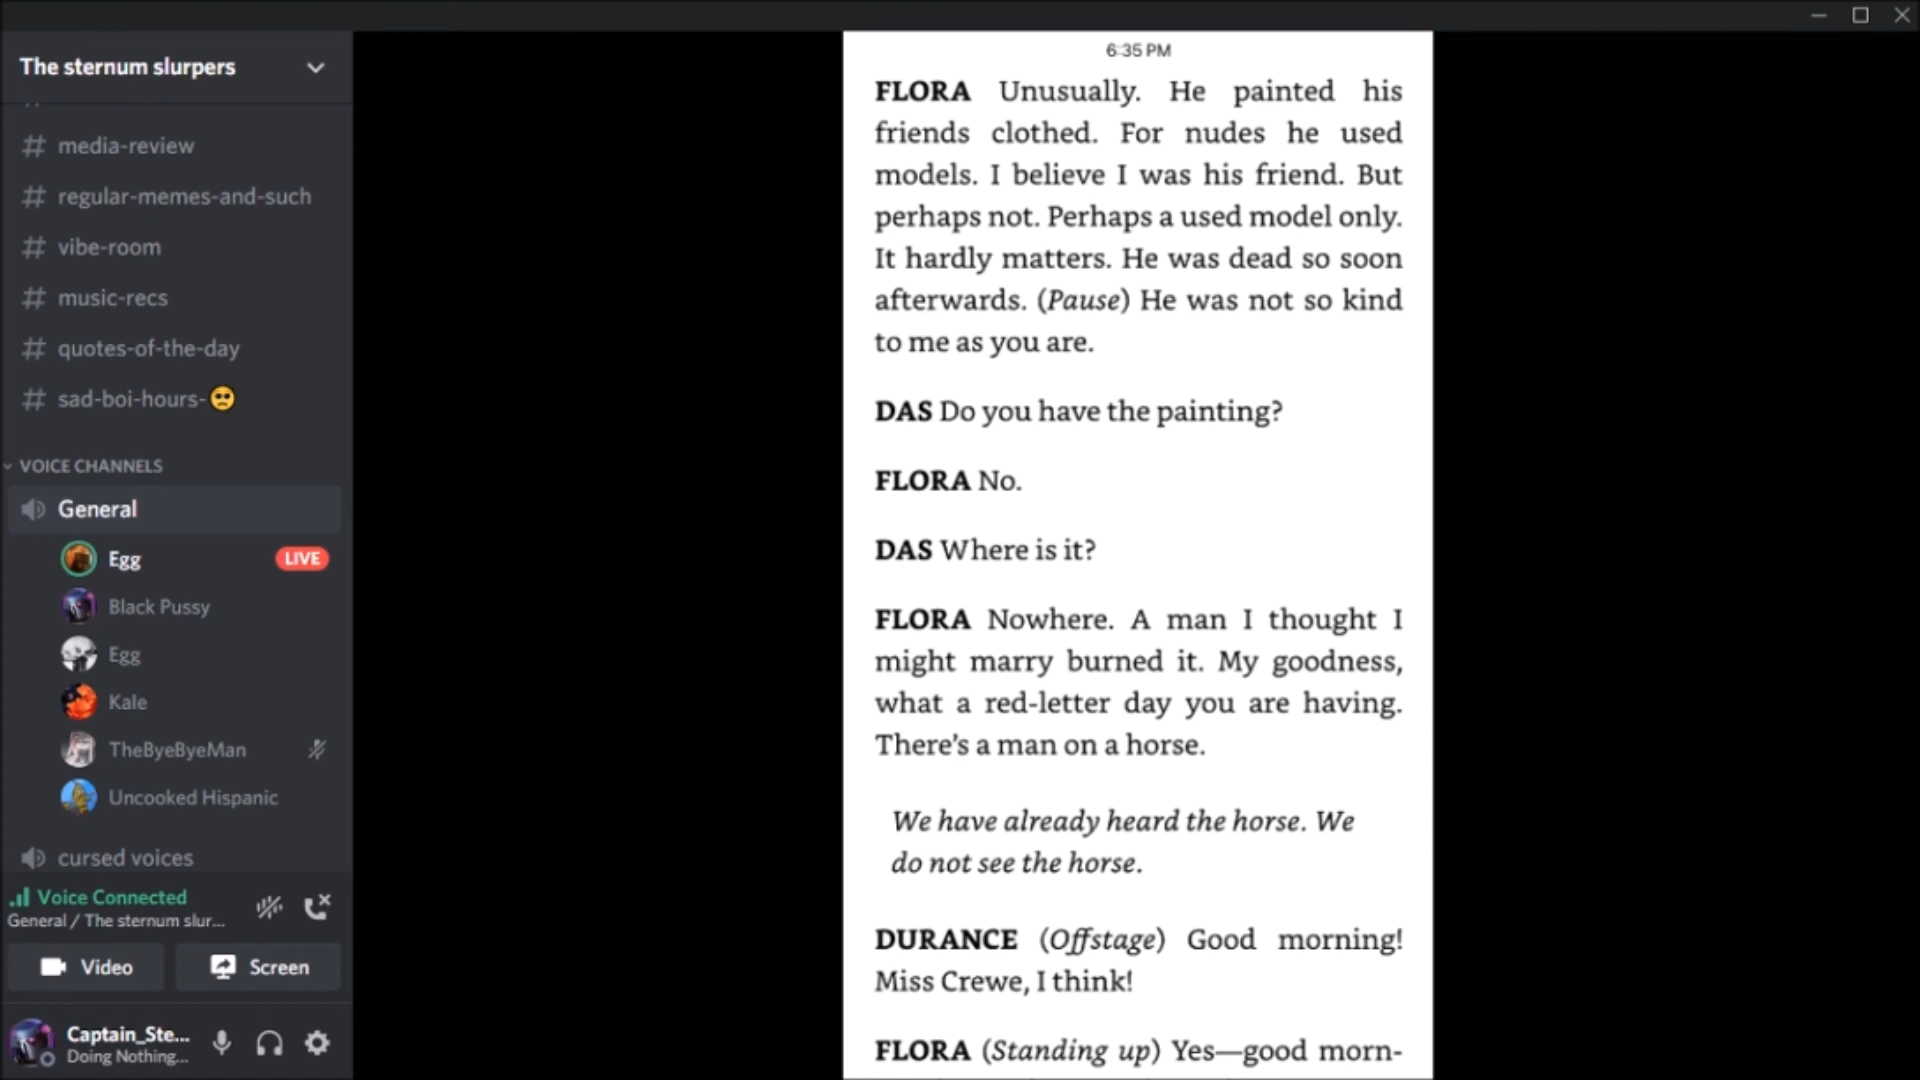 The sternum slurpers
# media-review
# regular-memes-and-such
# vibe-room
# music-recs
# quotes-of-the-day
# sad-boi-hours-🥺
VOICE CHANNELS
General
Egg LIVE
Black Pussy
Egg
Kale
TheByeByeMan
Uncooked Hispanic
cursed voices
Voice Connected
General / The sternum slur...
Video Screen
Captain_Ste...
Doing Nothing...
6:35 PM
FLORA Unusually. He painted his
friends clothed. For nudes he used
models. I believe I was his friend. But
perhaps not. Perhaps a used model only.
It hardly matters. He was dead so soon
afterwards. (Pause) He was not so kind
to me as you are.
DAS Do you have the painting?
FLORA No.
DAS Where is it?
FLORA Nowhere. A man I thought I
might marry burned it. My goodness,
what a red-letter day you are having.
There's a man on a horse.
We have already heard the horse. We
do not see the horse.
DURANCE (Offstage) Good morning!
Miss Crewe, I think!
FLORA (Standing up) Yes—good morn-